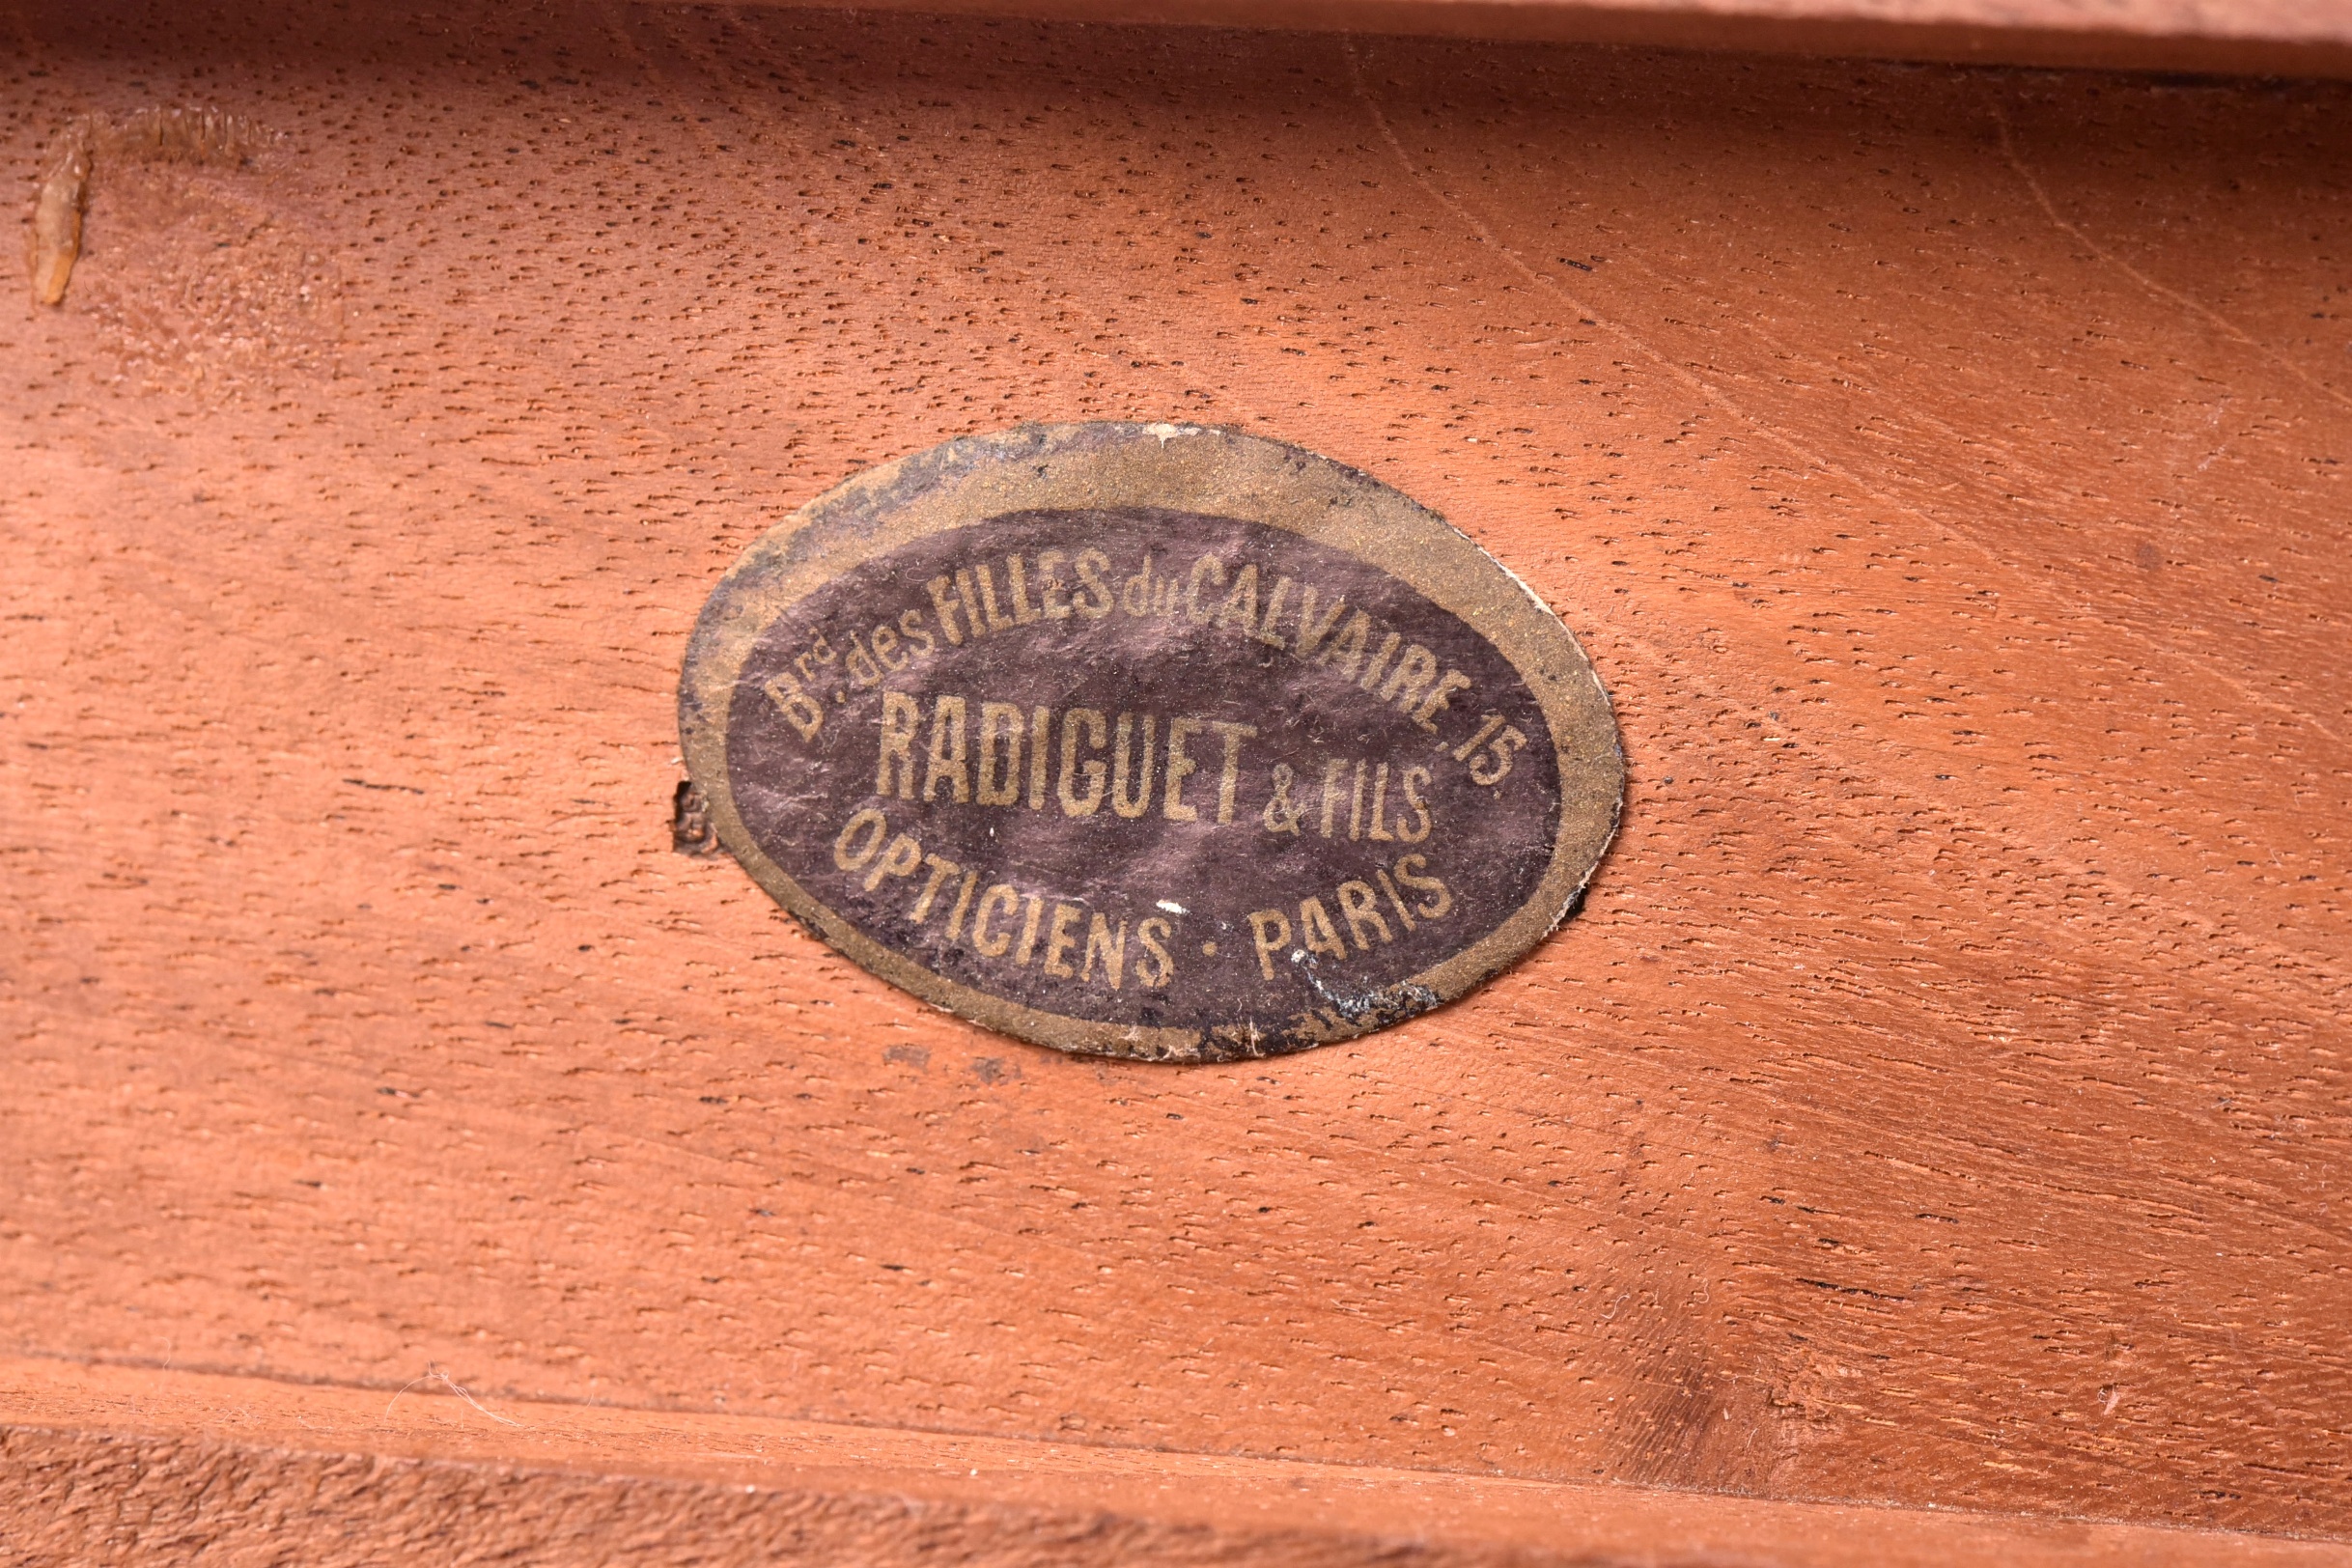 Brd. des FILLES du CALVAIRE, 15.
RADIGUET & FILS
OPTICIENS · PARIS